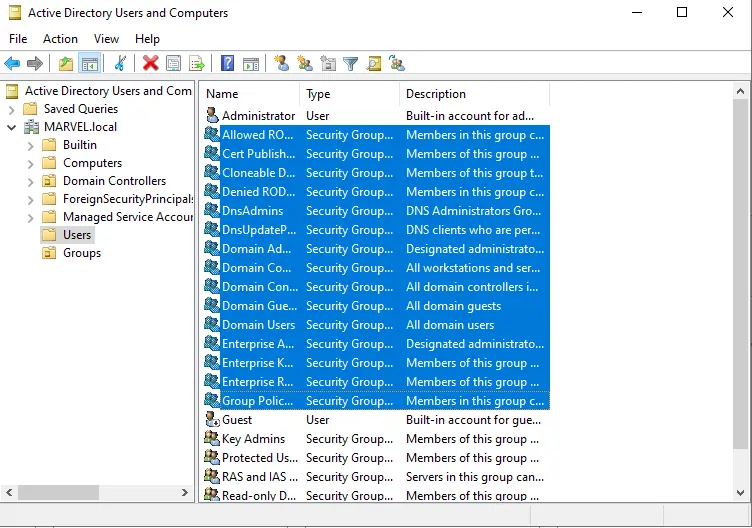 Active Directory Users and Computers
File Action View Help
Active Directory Users and Com
Saved Queries
MARVEL.local
Builtin
Computers
Domain Controllers
ForeignSecurityPrincipals
Managed Service Accour
Users
Groups
Name Type Description
Administrator User Built-in account for ad...
Allowed RO... Security Group... Members in this group c...
Cert Publish... Security Group... Members of this group ...
Cloneable D... Security Group... Members of this group t...
Denied ROD... Security Group... Members in this group c...
DnsAdmins Security Group... DNS Administrators Gro...
DnsUpdateP... Security Group... DNS clients who are per...
Domain Ad... Security Group... Designated administrato...
Domain Co... Security Group... All workstations and ser...
Domain Con... Security Group... All domain controllers i...
Domain Gue... Security Group... All domain guests
Domain Users Security Group... All domain users
Enterprise A... Security Group... Designated administrato...
Enterprise K... Security Group... Members of this group ...
Enterprise R... Security Group... Members of this group ...
Group Polic... Security Group... Members in this group c...
Guest User Built-in account for gue...
Key Admins Security Group... Members of this group ...
Protected Us... Security Group... Members of this group ...
RAS and IAS ... Security Group... Servers in this group can...
Read-only D... Security Group... Members of this group ...